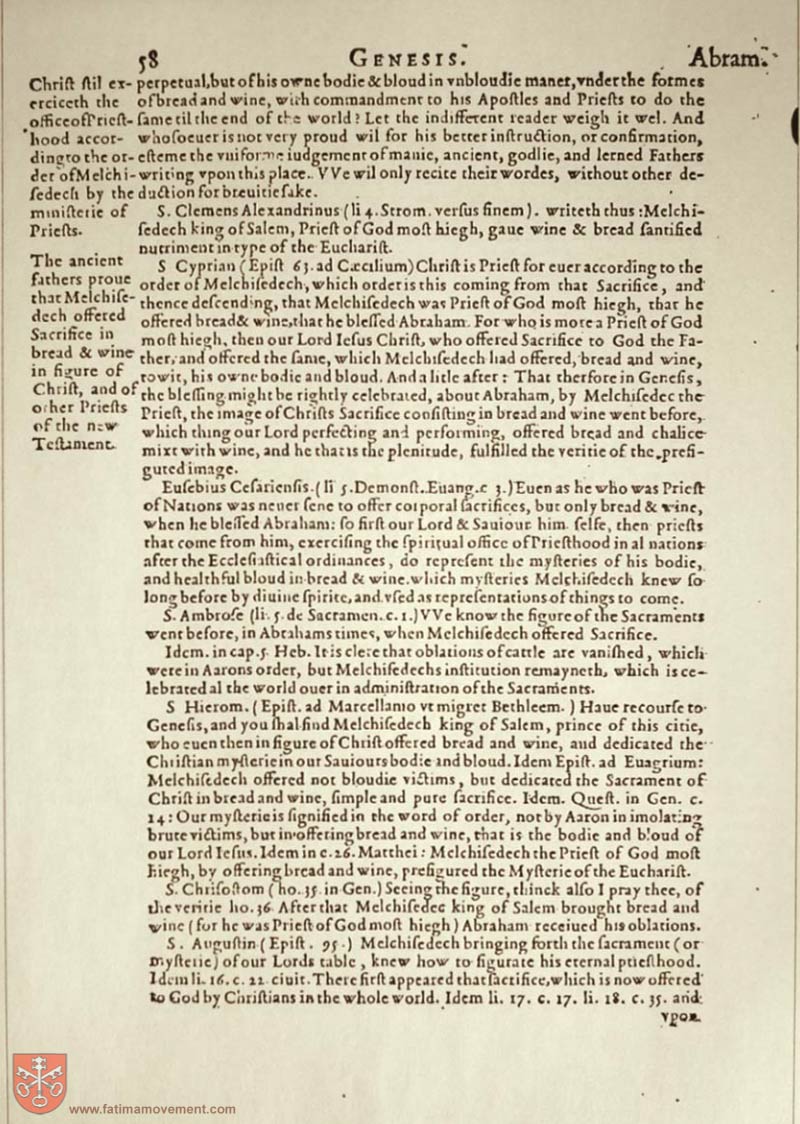 58 GENESIS. Abram.
Christ stil ex-
erciceth the
office of Priest-
hood accor-
ding to the or-
der of Melchi-
sedech by the
ministerie of
Priests.
The ancient
fathers proue
that Melchise-
dech offered
Sacrifice in
bread & wine
in figure of
Christ, and of
other Priests
of the new
Testament.
perpetual, but of his owne bodie & bloud in vnbloudie maner, vnder the formes
of bread and wine, with commandment to his Apostles and Priests to do the
same til the end of the world? Let the indifferent reader weigh it wel. And
whosoeuer is not very proud wil for his better instruction, or confirmation,
esteme the vniforme iudgement of manie, ancient, godlie, and lerned Fathers
writing vpon this place. VVe wil only recite their wordes, without other de-
duction for breuitie sake.
S. Clemens Alexandrinus (li 4. Strom. versus finem). writeth thus: Melchi-
sedech king of Salem, Priest of God most hiegh, gaue wine & bread santified
nutriment in type of the Eucharist.
S Cyprian (Epist 63. ad Cæcilium) Christ is Priest for euer according to the
order of Melchisedech, which order is this coming from that Sacrifice, and
thence descending, that Melchisedech was Priest of God most hiegh, that he
offered bread & wine, that he blessed Abraham. For who is more a Priest of God
most hiegh, then our Lord Iesus Christ, who offered Sacrifice to God the Fa-
ther, and offered the same, which Melchisedech had offered, bread and wine,
towit, his owne bodie and bloud. And a litle after: That therfore in Genesis,
the blessing might be rightly celebrated, about Abraham, by Melchisedec the
Priest, the image of Christs Sacrifice consisting in bread and wine went before,
which thing our Lord perfecting and performing, offered bread and chalice
mixt with wine, and he that is the plenitude, fulfilled the veritie of the prefi-
gured image.
Eusebius Cesariensis. (li 5. Demonst. Euang. c 3.) Euen as he who was Priest
of Nations was neuer sene to offer corporal sacrifices, but only bread & wine,
when he blessed Abraham: so first our Lord & Sauiour him selfe, then priests
that come from him, exercising the spiritual office of Priesthood in al nations
after the Ecclesiastical ordinances, do represent the mysteries of his bodie,
and healthful bloud in bread & wine. which mysteries Melchisedech knew so
long before by diuine spirite, and vsed as representations of things to come.
S. Ambrose (li. 5. de Sacramen. c. 1.) VVe know the figure of the Sacraments
went before, in Abrahams times, when Melchisedech offered Sacrifice.
Idem. in cap. 5. Heb. It is clere that oblations of cattle are vanished, which
were in Aarons order, but Melchisedechs institution remayneth, which is ce-
lebrated al the world ouer in administration of the Sacraments.
S Hierom. (Epist. ad Marcellam vt migret Bethleem.) Haue recourse to
Genesis, and you shal find Melchisedech king of Salem, prince of this citie,
who euen then in figure of Christ offered bread and wine, and dedicated the
Christian mysterie in our Sauiours bodie and bloud. Idem Epist. ad Euagrium:
Melchisedech offered not bloudie victims, but dedicated the Sacrament of
Christ in bread and wine, simple and pure sacrifice. Idem. Quest. in Gen. c.
14: Our mysterie is signified in the word of order, not by Aaron in imolating
brute victims, but in offering bread and wine, that is the bodie and bloud of
our Lord Iesus. Idem in c. 26. Matthei: Melchisedech the Priest of God most
hiegh, by offering bread and wine, prefigured the Mysterie of the Eucharist.
S. Chrisostom (ho. 35. in Gen.) Seeing the figure, thinck also I pray thee, of
the veritie ho. 36 After that Melchisedec king of Salem brought bread and
wine (for he was Priest of God most hiegh) Abraham receiued his oblations.
S. Augustin (Epist. 95.) Melchisedech bringing forth the sacrament (or
mysterie) of our Lords table, knew how to figurate his eternal priesthood.
Idem li. 16. c. 22 ciuit. There first appeared that sacrifice, which is now offered
to God by Christians in the whole world. Idem li. 17. c. 17. li. 18. c. 35. and
vpon
www.fatimamovement.com